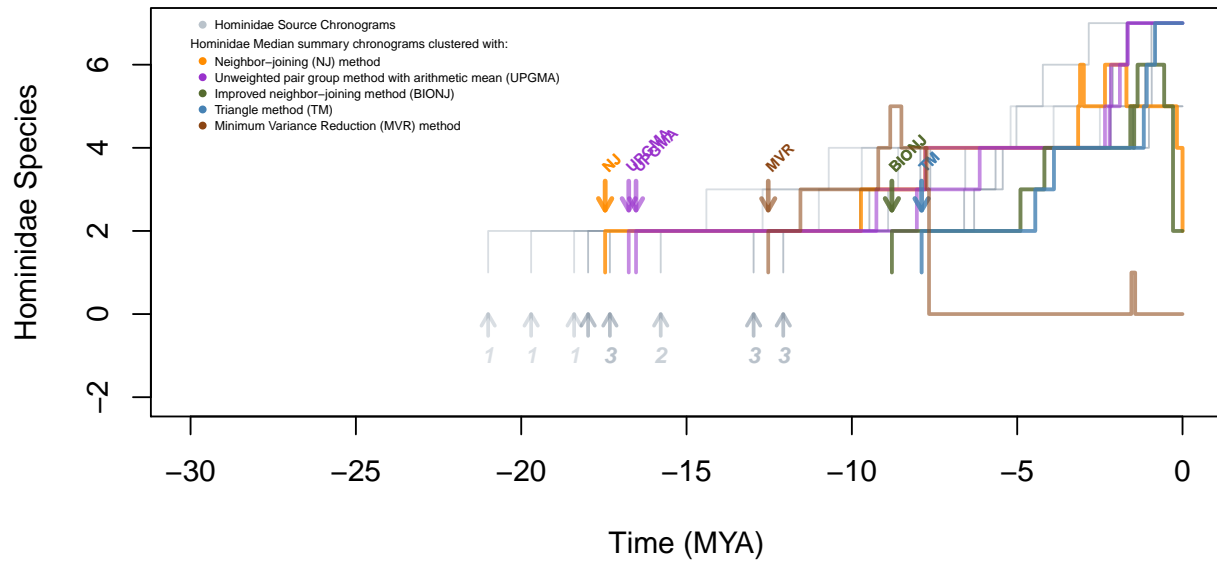 Hominidae Source Chronograms
Hominidae Median summary chronograms clustered with:
Neighbor−joining (NJ) method
Unweighted pair group method with arithmetic mean (UPGMA)
Improved neighbor−joining method (BIONJ)
Triangle method (TM)
Minimum Variance Reduction (MVR) method
Hominidae Species
6
4
2
0
−2
NJ
UPGMA
UPGMA
MVR
BIONJ
TM
1 1 1 3 2 3 3
−30 −25 −20 −15 −10 −5 0
Time (MYA)